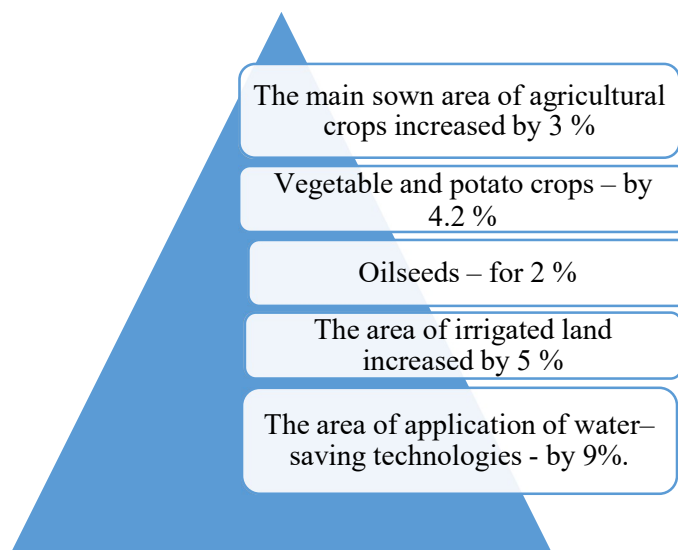 The main sown area of agricultural
crops increased by 3 %
Vegetable and potato crops – by
4.2 %
Oilseeds – for 2 %
The area of irrigated land
increased by 5 %
The area of application of water–
saving technologies - by 9%.